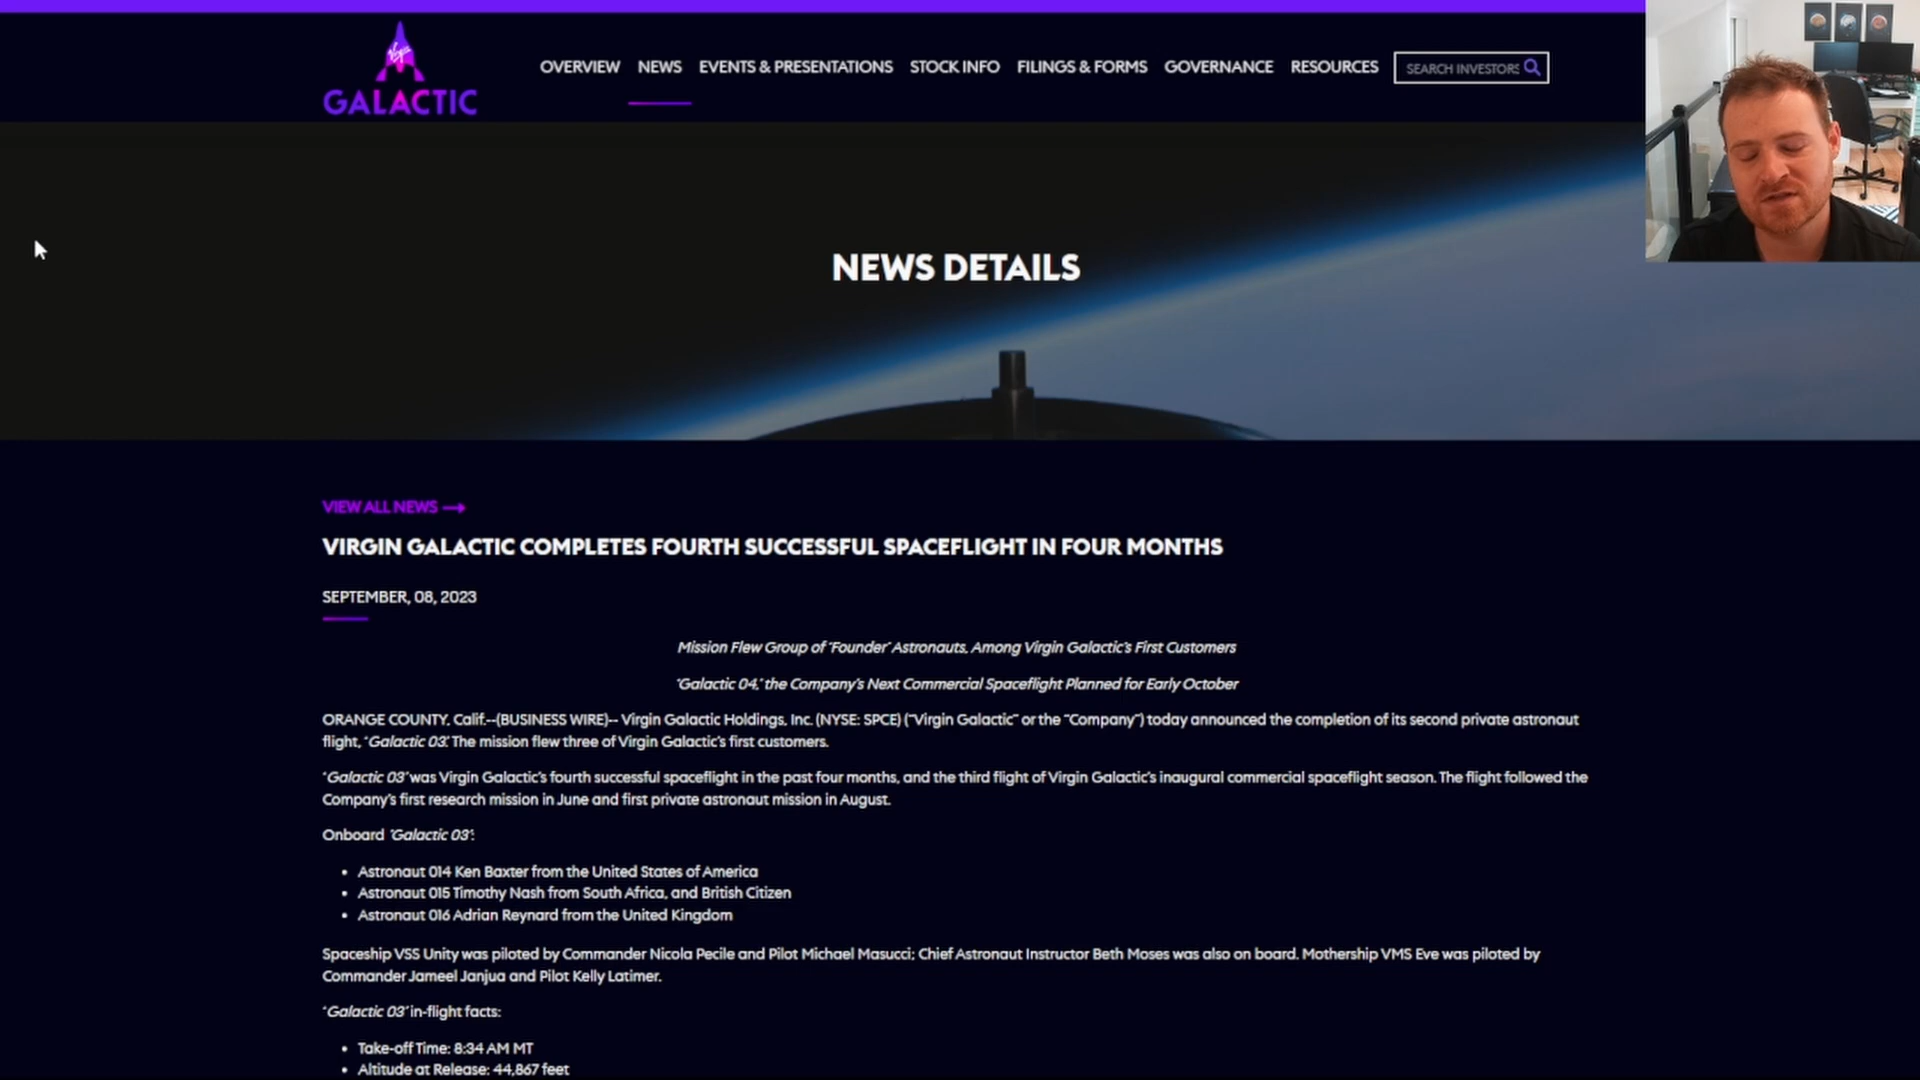 Virgin
GALACTIC
OVERVIEW NEWS EVENTS & PRESENTATIONS STOCK INFO FILINGS & FORMS GOVERNANCE RESOURCES SEARCH INVESTORS
NEWS DETAILS
VIEW ALL NEWS →
VIRGIN GALACTIC COMPLETES FOURTH SUCCESSFUL SPACEFLIGHT IN FOUR MONTHS
SEPTEMBER, 08, 2023
Mission Flew Group of 'Founder' Astronauts, Among Virgin Galactic's First Customers
'Galactic 04,' the Company's Next Commercial Spaceflight Planned for Early October
ORANGE COUNTY, Calif.--(BUSINESS WIRE)-- Virgin Galactic Holdings, Inc. (NYSE: SPCE) ("Virgin Galactic" or the "Company") today announced the completion of its second private astronaut
flight, 'Galactic 03.' The mission flew three of Virgin Galactic's first customers.
'Galactic 03' was Virgin Galactic's fourth successful spaceflight in the past four months, and the third flight of Virgin Galactic's inaugural commercial spaceflight season. The flight followed the
Company's first research mission in June and first private astronaut mission in August.
Onboard 'Galactic 03':
• Astronaut 014 Ken Baxter from the United States of America
• Astronaut 015 Timothy Nash from South Africa, and British Citizen
• Astronaut 016 Adrian Reynard from the United Kingdom
Spaceship VSS Unity was piloted by Commander Nicola Pecile and Pilot Michael Masucci; Chief Astronaut Instructor Beth Moses was also on board. Mothership VMS Eve was piloted by
Commander Jameel Janjua and Pilot Kelly Latimer.
'Galactic 03' in-flight facts:
• Take-off Time: 8:34 AM MT
• Altitude at Release: 44,867 feet